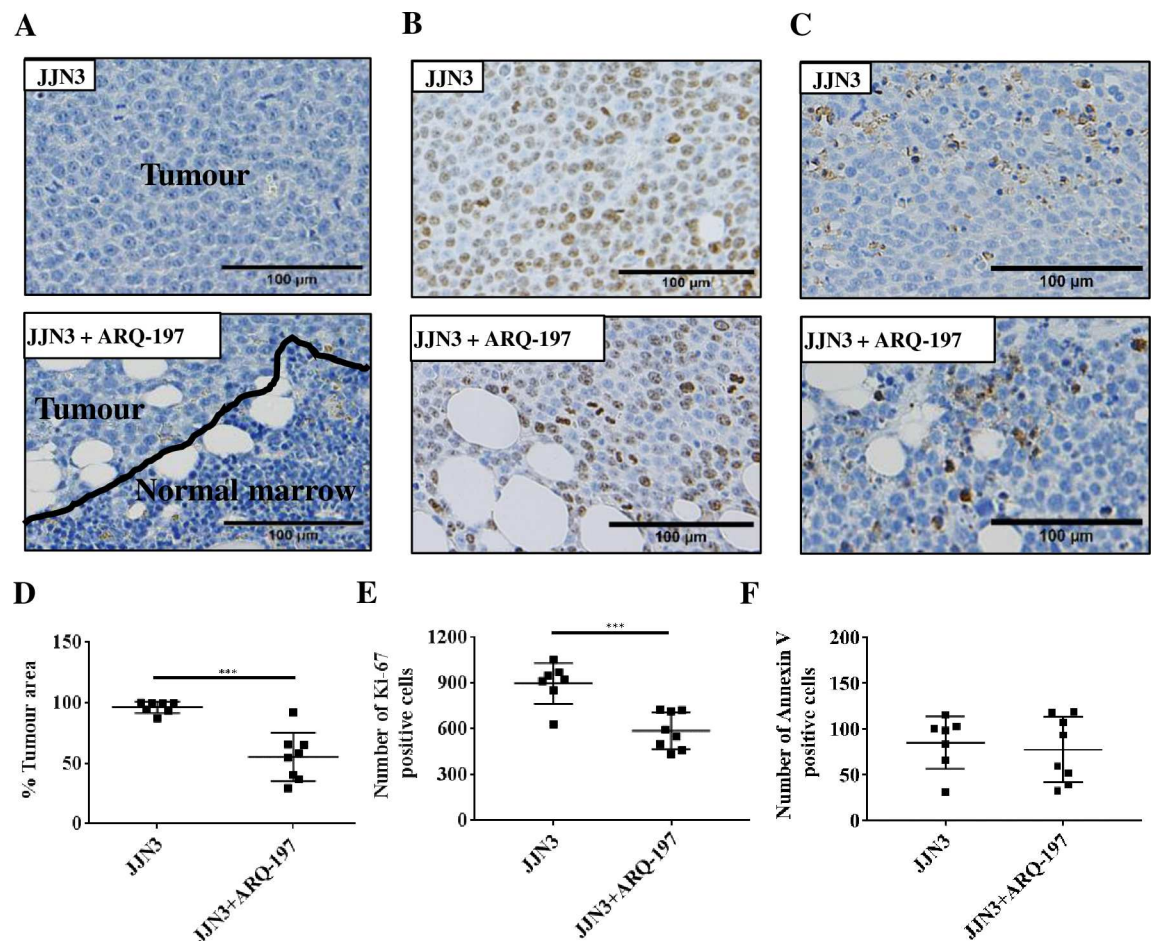 A
B
C
JJN3
JJN3
JJN3
Tumour
100 µm
100 µm
100 µm
JJN3 + ARQ-197
JJN3 + ARQ-197
JJN3 + ARQ-197
Tumour
Normal marrow
100 µm
100 µm
100 µm
D
E
F
% Tumour area
150
100
50
0
***
JJN3
JJN3+ARQ-197
Number of Ki-67
positive cells
1200
900
600
300
0
***
JJN3
JJN3+ARQ-197
Number of Annexin V
positive cells
200
150
100
50
0
JJN3
JJN3+ARQ-197